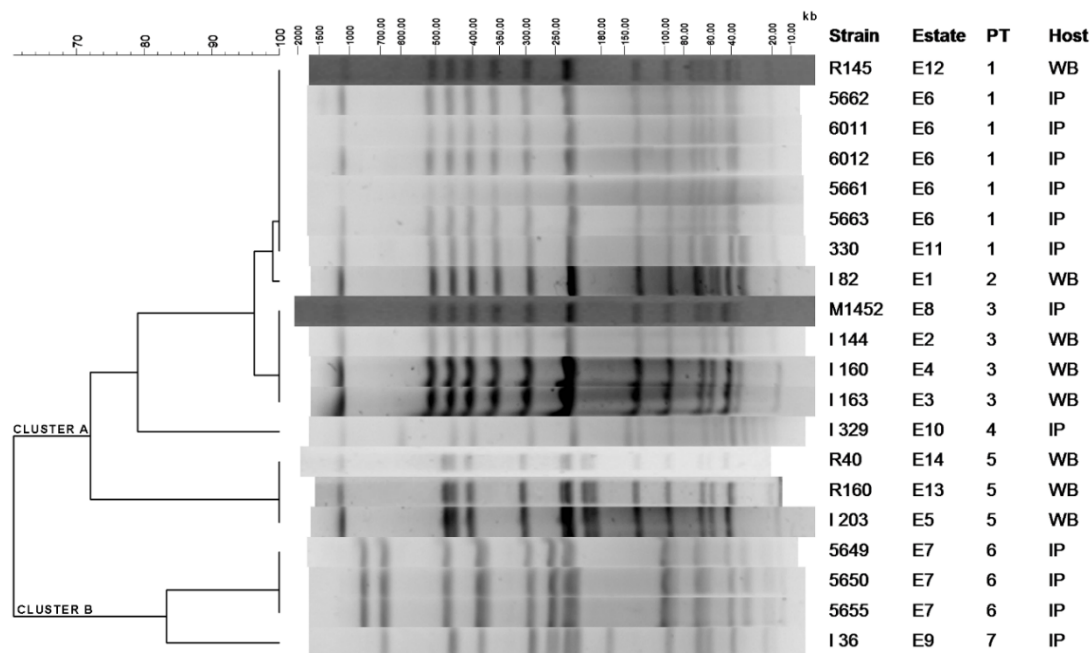 kb
70 80 90 100
2000 1500 1000 700.00 600.00 500.00 400.00 350.00 300.00 250.00 180.00 150.00 100.00 80.00 60.00 40.00 20.00 10.00
Strain Estate PT Host
R145 E12 1 WB
5662 E6 1 IP
6011 E6 1 IP
6012 E6 1 IP
5661 E6 1 IP
5663 E6 1 IP
330 E11 1 IP
I 82 E1 2 WB
M1452 E8 3 IP
I 144 E2 3 WB
I 160 E4 3 WB
I 163 E3 3 WB
CLUSTER A
I 329 E10 4 IP
R40 E14 5 WB
R160 E13 5 WB
I 203 E5 5 WB
5649 E7 6 IP
5650 E7 6 IP
CLUSTER B
5655 E7 6 IP
I 36 E9 7 IP